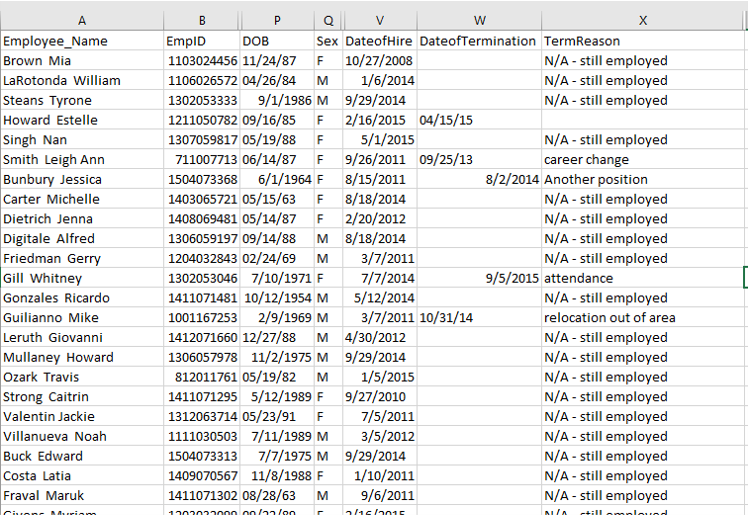 A B P Q V W X
Employee_Name EmpID DOB Sex DateofHire DateofTermination TermReason
Brown Mia 1103024456 11/24/87 F 10/27/2008 N/A - still employed
LaRotonda William 1106026572 04/26/84 M 1/6/2014 N/A - still employed
Steans Tyrone 1302053333 9/1/1986 M 9/29/2014 N/A - still employed
Howard Estelle 1211050782 09/16/85 F 2/16/2015 04/15/15
Singh Nan 1307059817 05/19/88 F 5/1/2015 N/A - still employed
Smith Leigh Ann 711007713 06/14/87 F 9/26/2011 09/25/13 career change
Bunbury Jessica 1504073368 6/1/1964 F 8/15/2011 8/2/2014 Another position
Carter Michelle 1403065721 05/15/63 F 8/18/2014 N/A - still employed
Dietrich Jenna 1408069481 05/14/87 F 2/20/2012 N/A - still employed
Digitale Alfred 1306059197 09/14/88 M 8/18/2014 N/A - still employed
Friedman Gerry 1204032843 02/24/69 M 3/7/2011 N/A - still employed
Gill Whitney 1302053046 7/10/1971 F 7/7/2014 9/5/2015 attendance
Gonzales Ricardo 1411071481 10/12/1954 M 5/12/2014 N/A - still employed
Guilianno Mike 1001167253 2/9/1969 M 3/7/2011 10/31/14 relocation out of area
Leruth Giovanni 1412071660 12/27/88 M 4/30/2012 N/A - still employed
Mullaney Howard 1306057978 11/2/1975 M 9/29/2014 N/A - still employed
Ozark Travis 812011761 05/19/82 M 1/5/2015 N/A - still employed
Strong Caitrin 1411071295 5/12/1989 F 9/27/2010 N/A - still employed
Valentin Jackie 1312063714 05/23/91 F 7/5/2011 N/A - still employed
Villanueva Noah 1111030503 7/11/1989 M 3/5/2012 N/A - still employed
Buck Edward 1504073313 7/7/1975 M 9/29/2014 N/A - still employed
Costa Latia 1409070567 11/8/1988 F 1/10/2011 N/A - still employed
Fraval Maruk 1411071302 08/28/63 M 9/6/2011 N/A - still employed